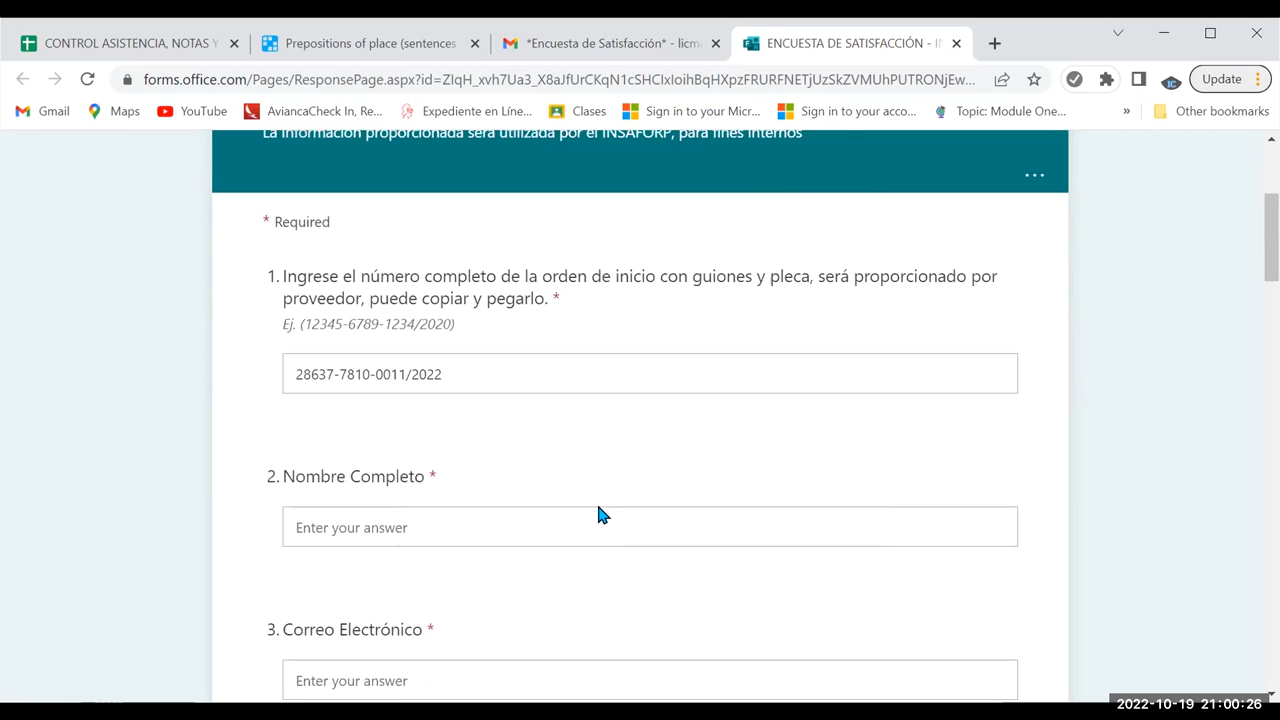 CONTROL ASISTENCIA, NOTAS Y
Prepositions of place (sentences
*Encuesta de Satisfacción* - licm
ENCUESTA DE SATISFACCIÓN - I
forms.office.com/Pages/ResponsePage.aspx?id=ZIqH_xvh7Ua3_X8aJfUrCKqN1cSHCIxIoihBqHXpzFRURFNETjUzSkZVMUhPUTRONjEw...
Update
Gmail
Maps
YouTube
AviancaCheck In, Re...
Expediente en Líne...
Clases
Sign in to your Micr...
Sign in to your acco...
Topic: Module One...
»
Other bookmarks
La información proporcionada será utilizada por el INSAFORP, para fines internos
...
* Required
1. Ingrese el número completo de la orden de inicio con guiones y pleca, será proporcionado por
proveedor, puede copiar y pegarlo. *
Ej. (12345-6789-1234/2020)
28637-7810-0011/2022
2. Nombre Completo *
Enter your answer
3. Correo Electrónico *
Enter your answer
2022-10-19 21:00:26